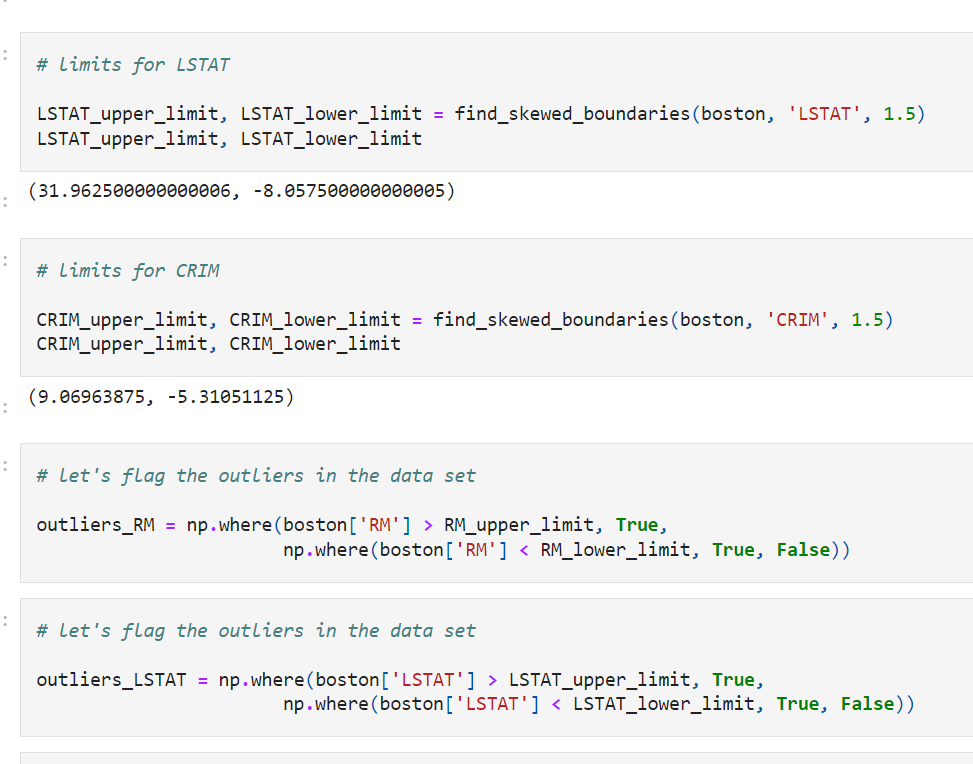 # limits for LSTAT
LSTAT_upper_limit, LSTAT_lower_limit = find_skewed_boundaries(boston, 'LSTAT', 1.5)
LSTAT_upper_limit, LSTAT_lower_limit
(31.962500000000006, -8.057500000000005)
# limits for CRIM
CRIM_upper_limit, CRIM_lower_limit = find_skewed_boundaries(boston, 'CRIM', 1.5)
CRIM_upper_limit, CRIM_lower_limit
(9.06963875, -5.31051125)
# let's flag the outliers in the data set
outliers_RM = np.where(boston['RM'] > RM_upper_limit, True,
np.where(boston['RM'] < RM_lower_limit, True, False))
# let's flag the outliers in the data set
outliers_LSTAT = np.where(boston['LSTAT'] > LSTAT_upper_limit, True,
np.where(boston['LSTAT'] < LSTAT_lower_limit, True, False))